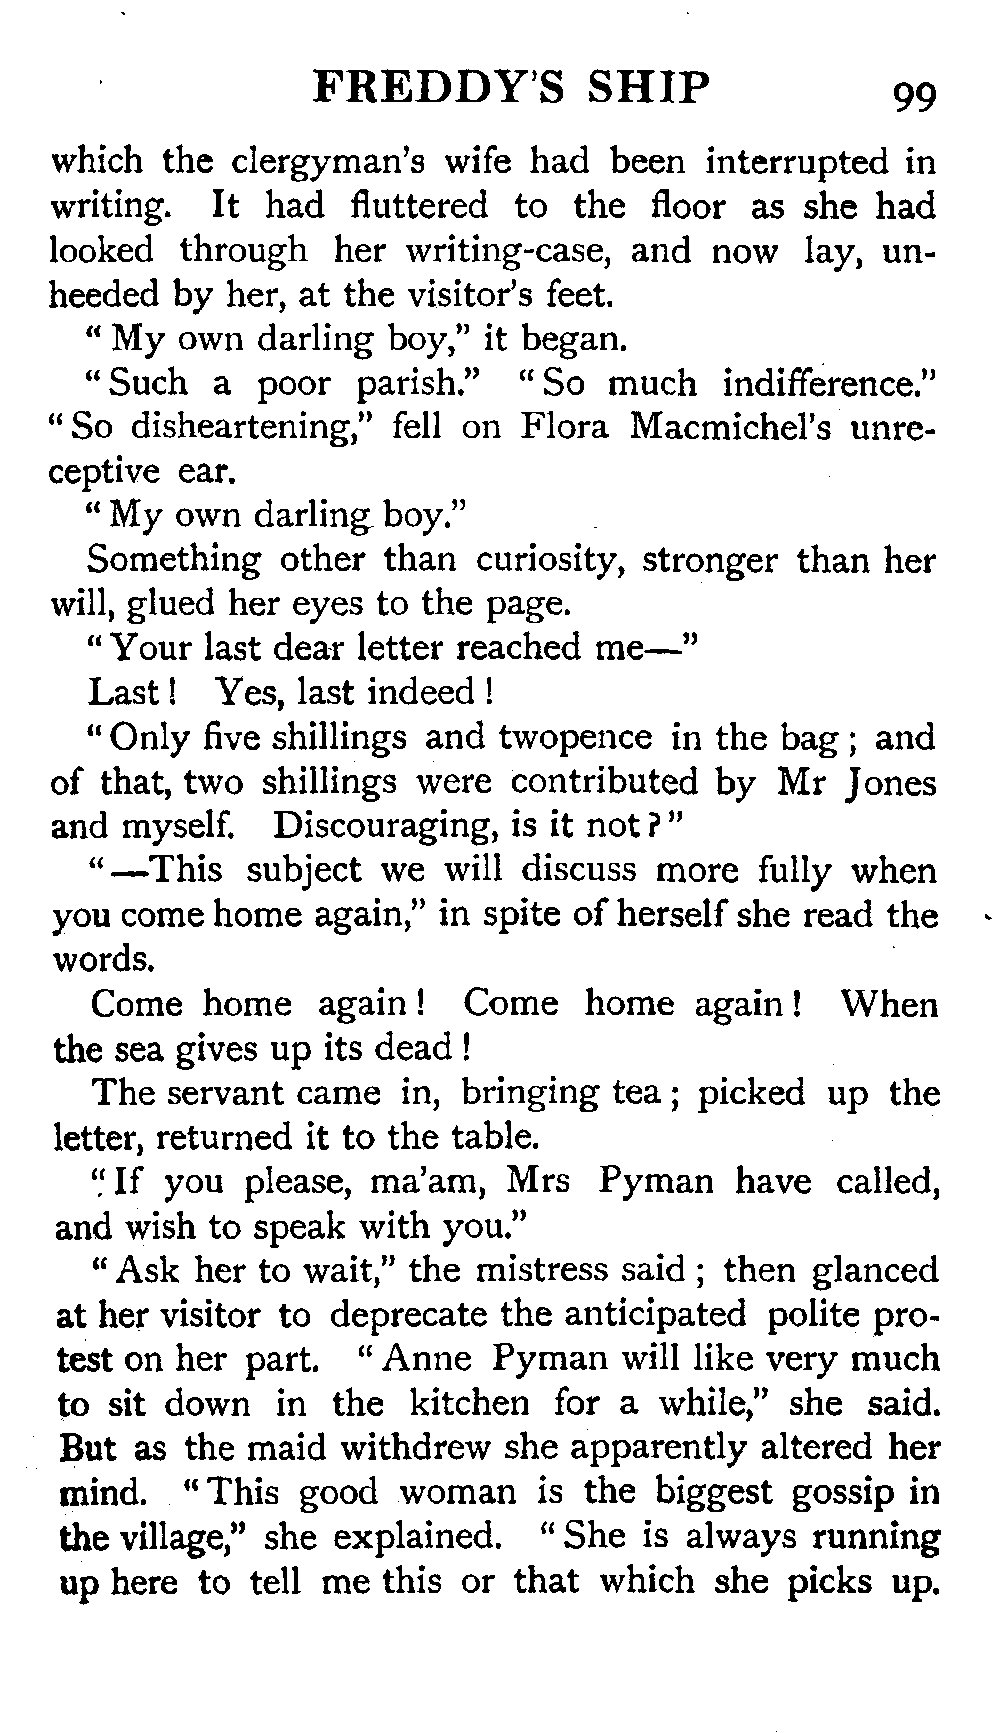 FREDDY'S SHIP 99
which the clergyman's wife had been interrupted in
writing. It had fluttered to the floor as she had
looked through her writing-case, and now lay, un-
heeded by her, at the visitor's feet.
" My own darling boy," it began.
"Such a poor parish." "So much indifference."
"So disheartening," fell on Flora Macmichel's unre-
ceptive ear.
"My own darling boy."
Something other than curiosity, stronger than her
will, glued her eyes to the page.
"Your last dear letter reached me—"
Last! Yes, last indeed!
"Only five shillings and twopence in the bag; and
of that, two shillings were contributed by Mr Jones
and myself. Discouraging, is it not?"
"—This subject we will discuss more fully when
you come home again," in spite of herself she read the
words.
Come home again! Come home again! When
the sea gives up its dead!
The servant came in, bringing tea; picked up the
letter, returned it to the table.
"If you please, ma'am, Mrs Pyman have called,
and wish to speak with you."
"Ask her to wait," the mistress said; then glanced
at her visitor to deprecate the anticipated polite pro-
test on her part. "Anne Pyman will like very much
to sit down in the kitchen for a while," she said.
But as the maid withdrew she apparently altered her
mind. "This good woman is the biggest gossip in
the village," she explained. "She is always running
up here to tell me this or that which she picks up.